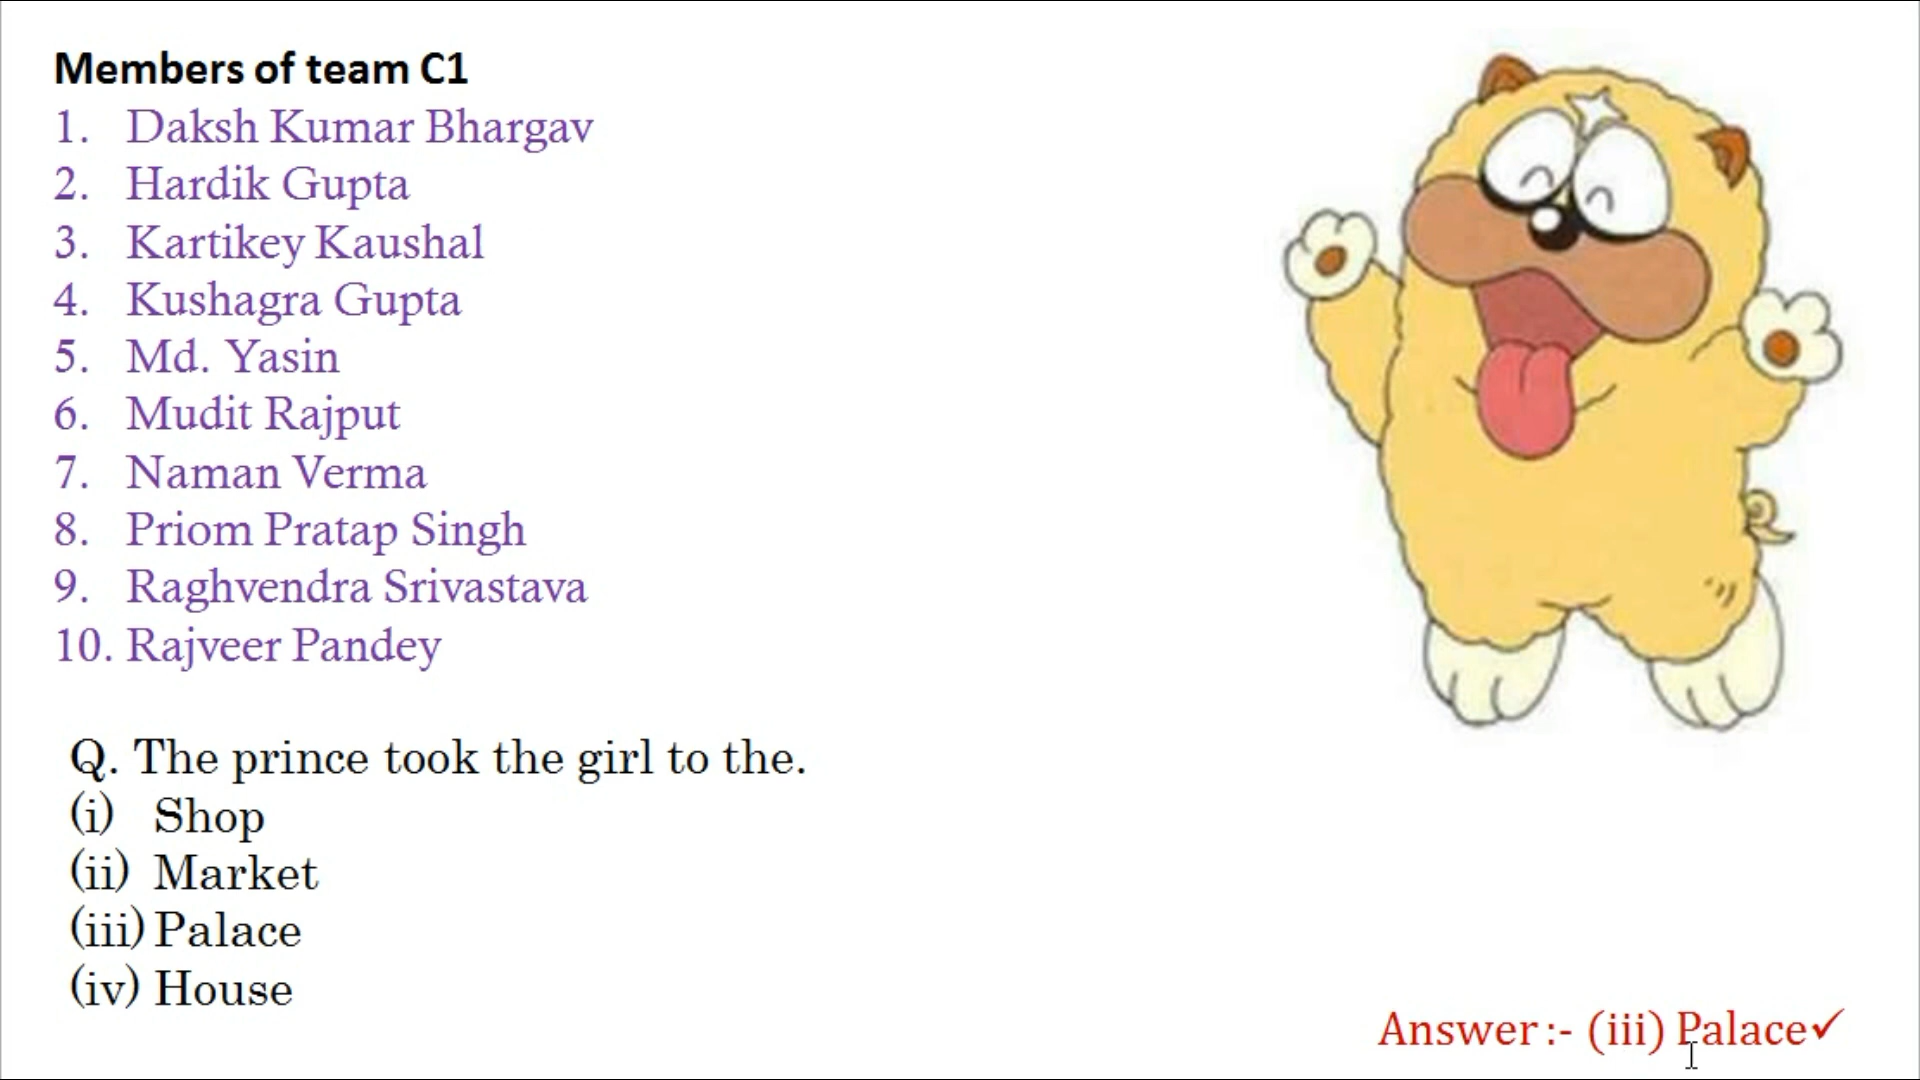 Members of team C1
1. Daksh Kumar Bhargav
2. Hardik Gupta
3. Kartikey Kaushal
4. Kushagra Gupta
5. Md. Yasin
6. Mudit Rajput
7. Naman Verma
8. Priom Pratap Singh
9. Raghvendra Srivastava
10. Rajveer Pandey
Q. The prince took the girl to the.
(i) Shop
(ii) Market
(iii) Palace
(iv) House
Answer :- (iii) Palace✓